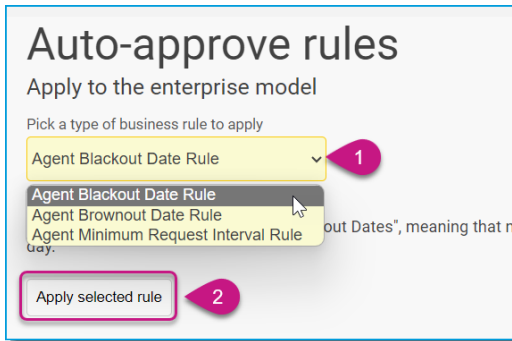 Auto-approve rules
Apply to the enterprise model
Pick a type of business rule to apply
Agent Blackout Date Rule
1
Agent Blackout Date Rule
Agent Brownout Date Rule
Agent Minimum Request Interval Rule
out Dates", meaning that
day.
Apply selected rule
2